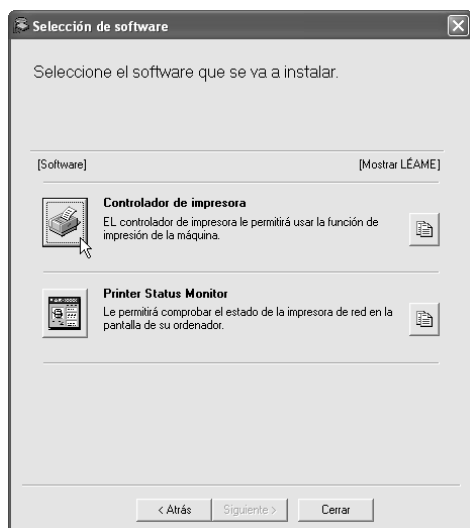 Selección de software
Seleccione el software que se va a instalar.
[Software] [Mostrar LÉAME]
Controlador de impresora
EL controlador de impresora le permitirá usar la función de
impresión de la máquina.
Printer Status Monitor
Le permitirá comprobar el estado de la impresora de red en la
pantalla de su ordenador.
< Atrás Siguiente > Cerrar